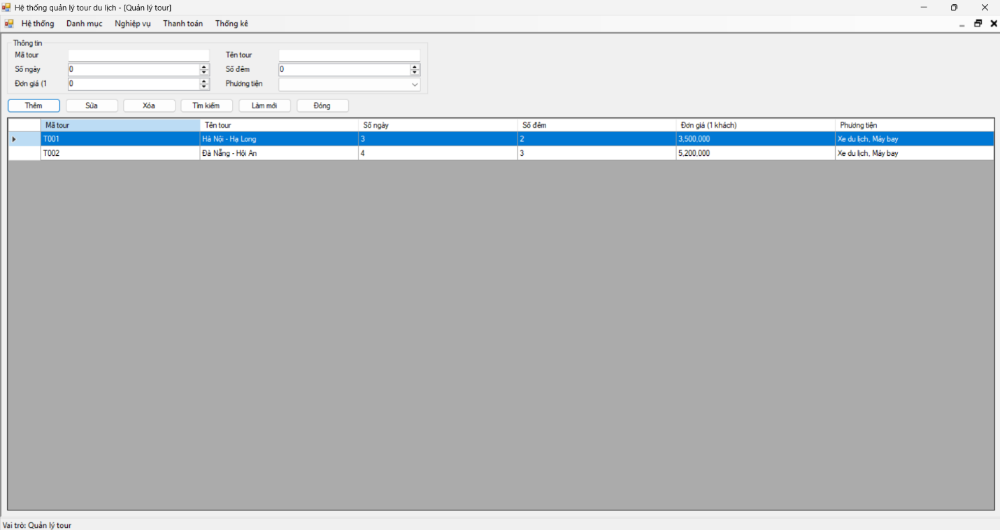 Hệ thống quản lý tour du lịch - [Quản lý tour]
Hệ thống Danh mục Nghiệp vụ Thanh toán Thống kê
Thông tin
Mã tour Tên tour
Số ngày 0 Số đêm 0
Đơn giá (1 0 Phương tiện
Thêm Sửa Xóa Tìm kiếm Làm mới Đóng
Mã tour Tên tour Số ngày Số đêm Đơn giá (1 khách) Phương tiện
T001 Hà Nội - Hạ Long 3 2 3,500,000 Xe du lịch, Máy bay
T002 Đà Nẵng - Hội An 4 3 5,200,000 Xe du lịch, Máy bay
Vai trò: Quản lý tour